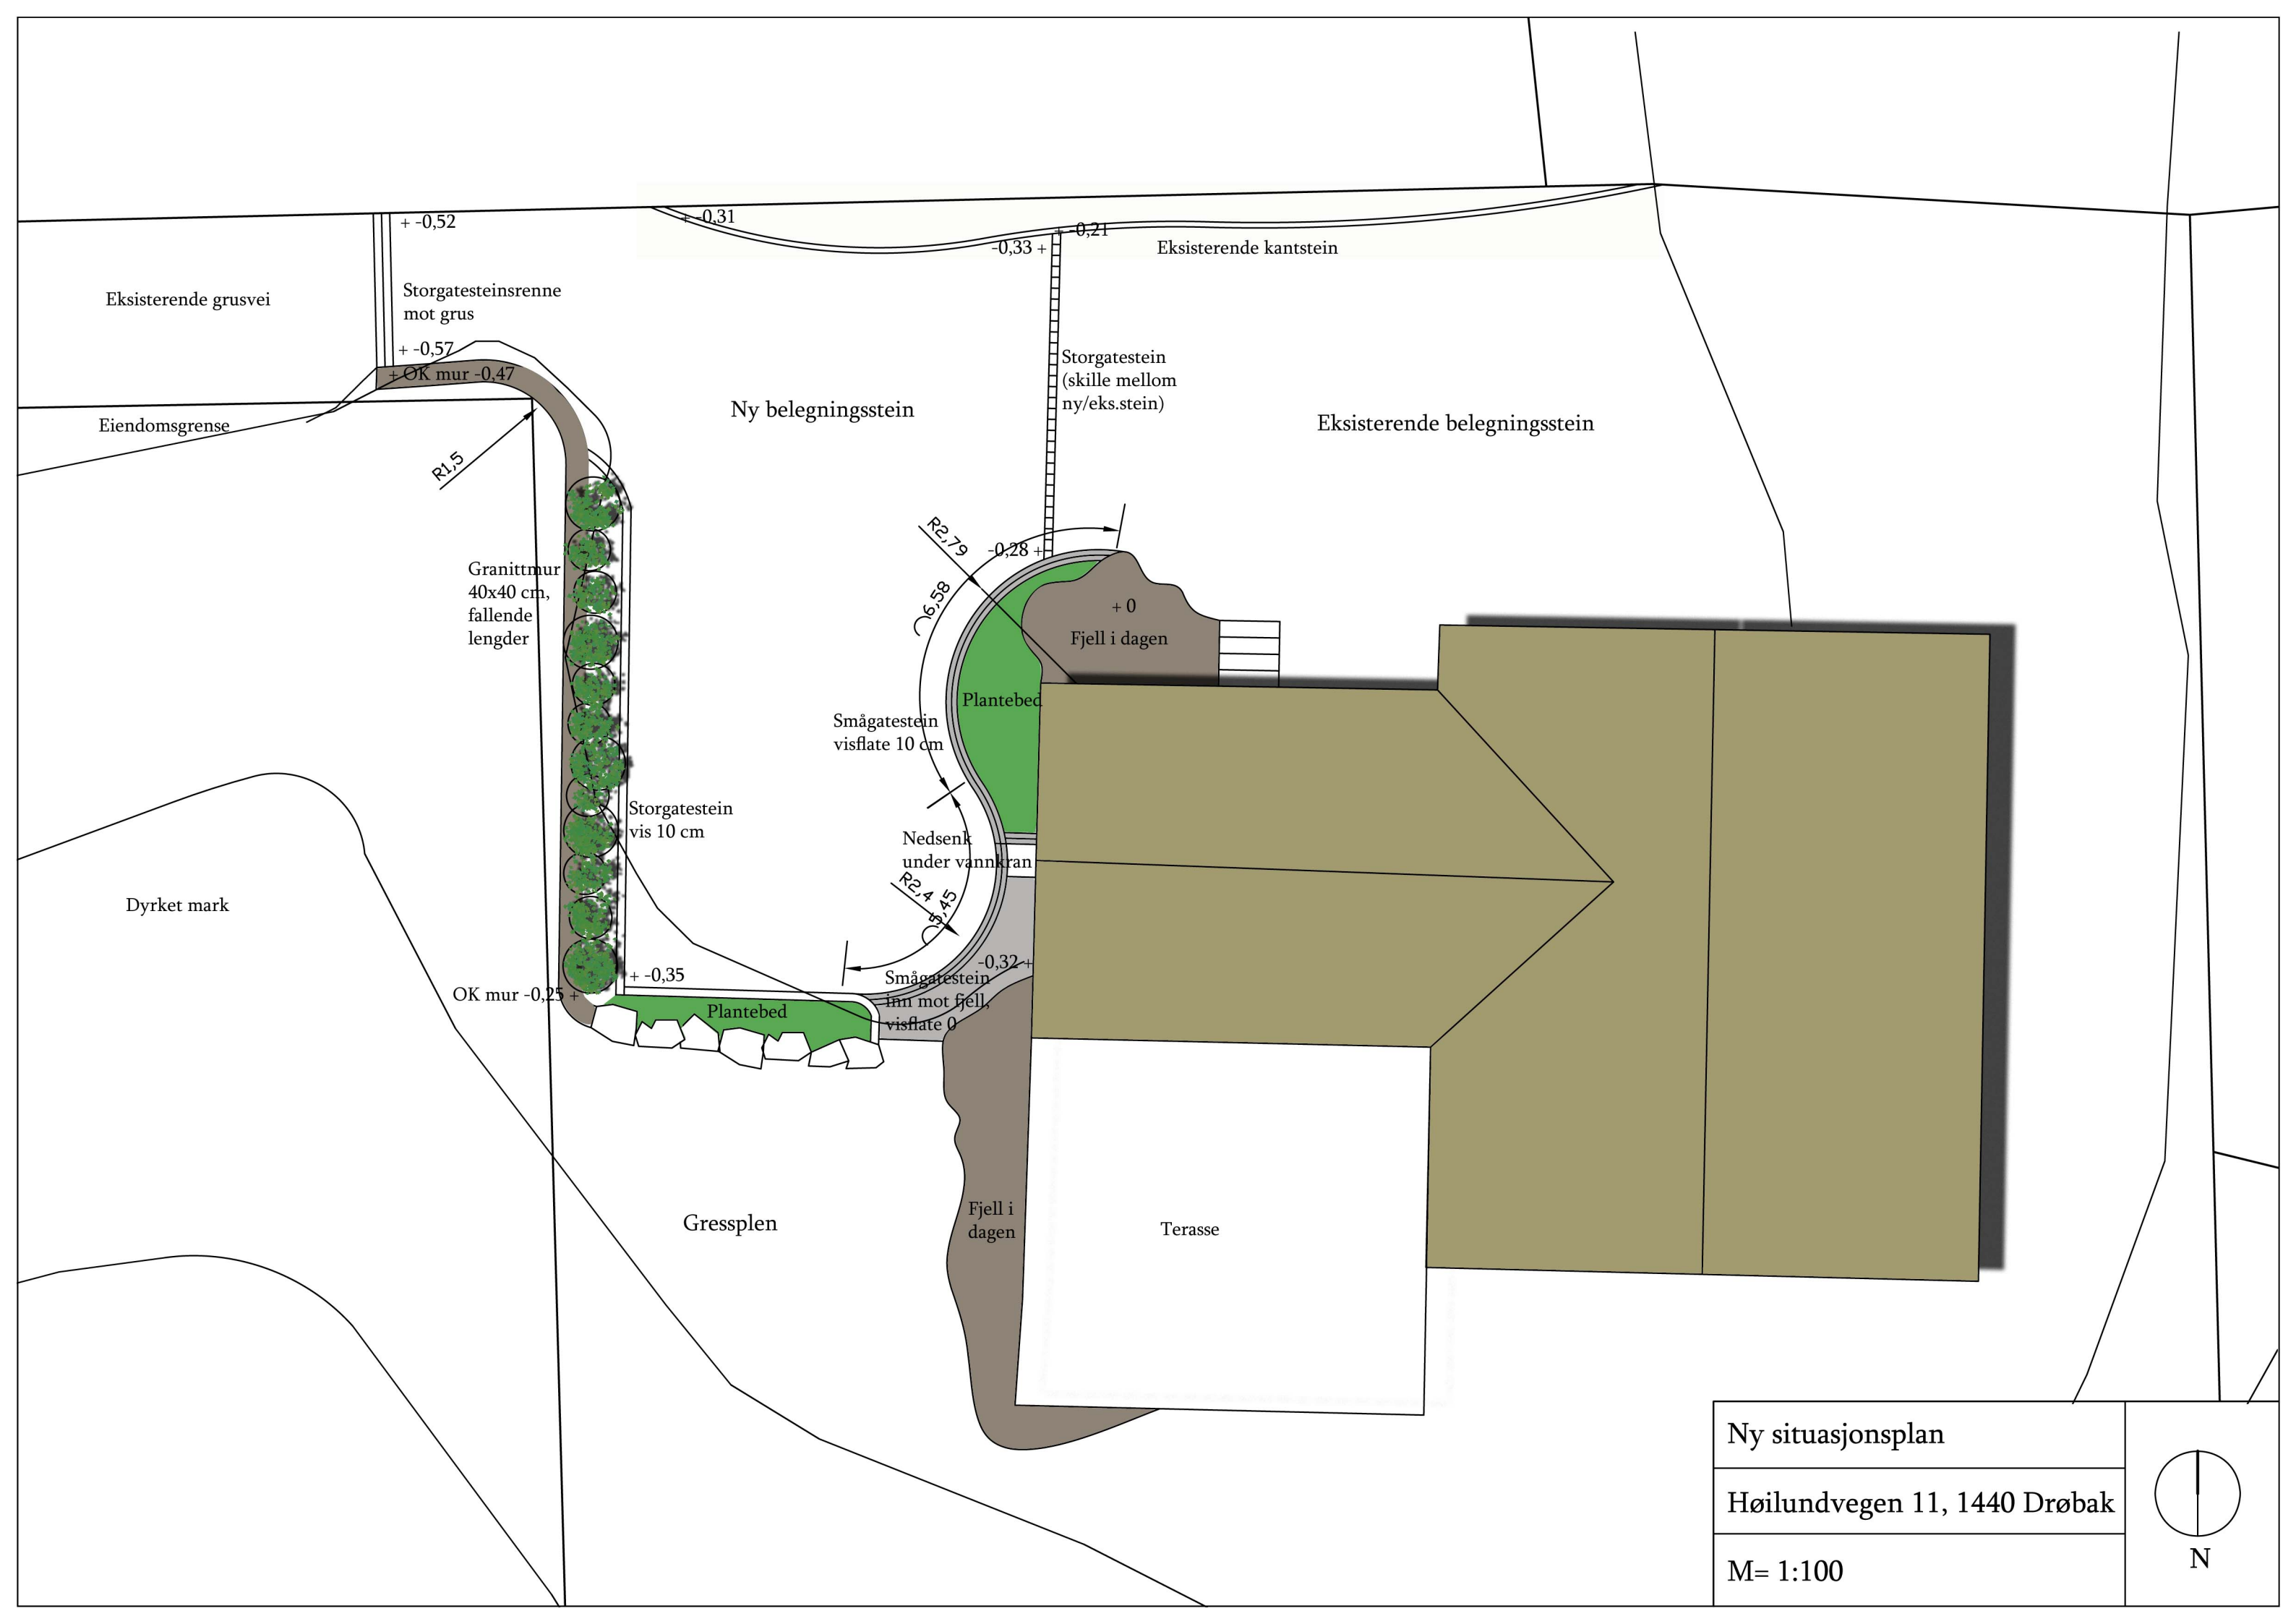 + -0,52
+ -0,31
+ -0,21
-0,33 +
Eksisterende kantstein
Eksisterende grusvei
Storgatesteinsrenne
mot grus
+ -0,57
+ OK mur -0,47
Eiendomsgrense
R1,5
Ny belegningsstein
Storgatestein
(skille mellom
ny/eks.stein)
Eksisterende belegningsstein
Granittmur
40x40 cm,
fallende
lengder
R2,79
-0,28 +
6,58
+ 0
Fjell i dagen
Plantebed
Smågatestein
visflate 10 cm
Storgatestein
vis 10 cm
Nedsenk
under vannkran
R2,4
5,45
Dyrket mark
-0,32 +
+ -0,35
OK mur -0,25 +
Smågatestein
inn mot fjell,
visflate 0
Plantebed
Gressplen
Fjell i
dagen
Terasse
Ny situasjonsplan
Høilundvegen 11, 1440 Drøbak
M= 1:100
N